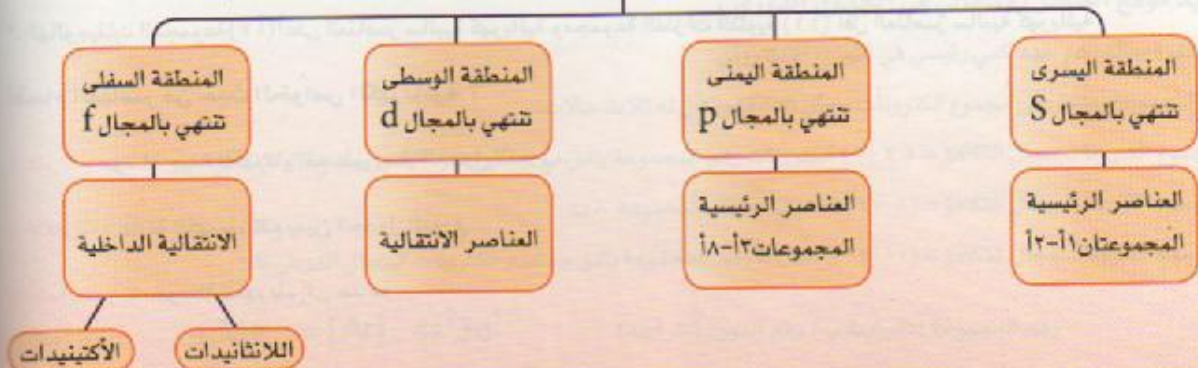 المنطقة اليسرى
تنتهي بالمجال S
المنطقة اليمنى
تنتهي بالمجال p
المنطقة الوسطى
تنتهي بالمجال d
المنطقة السفلى
تنتهي بالمجال f
العناصر الرئيسية
المجموعتان ١أ-٢أ
العناصر الرئيسية
المجموعات ٣أ-٨أ
العناصر الانتقالية
الانتقالية الداخلية
اللانثانيدات
الأكتينيدات